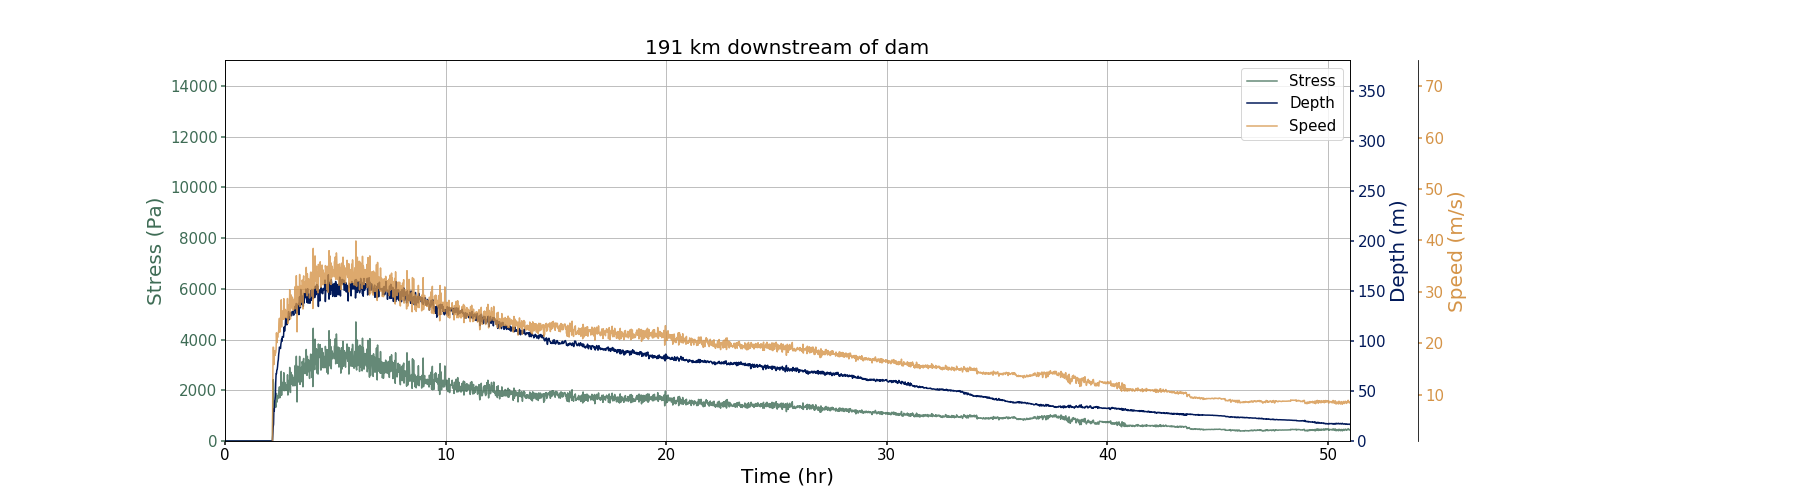 191 km downstream of dam
Stress (Pa)
14000
12000
10000
8000
6000
4000
2000
0
Stress
Depth
Speed
350
300
250
200
150
100
50
0
Depth (m)
70
60
50
40
30
20
10
Speed (m/s)
0 10 20 30 40 50
Time (hr)